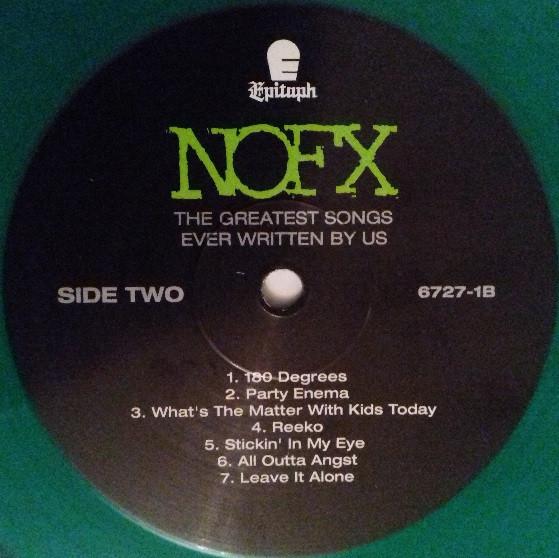 Epitaph
NOFX
THE GREATEST SONGS
EVER WRITTEN BY US
SIDE TWO
6727-1B
1. 180 Degrees
2. Party Enema
3. What's The Matter With Kids Today
4. Reeko
5. Stickin' In My Eye
6. All Outta Angst
7. Leave It Alone